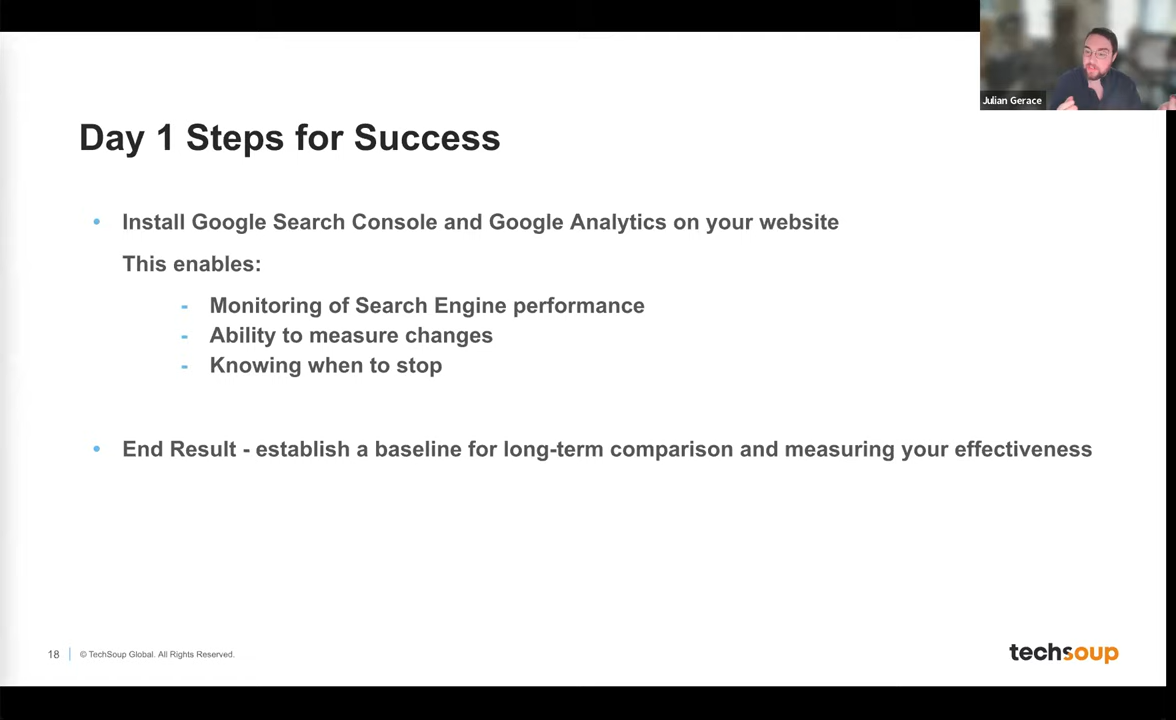 Julian Gerace
Day 1 Steps for Success
• Install Google Search Console and Google Analytics on your website
This enables:
- Monitoring of Search Engine performance
- Ability to measure changes
- Knowing when to stop
• End Result - establish a baseline for long-term comparison and measuring your effectiveness
18 | © TechSoup Global. All Rights Reserved.
techsoup